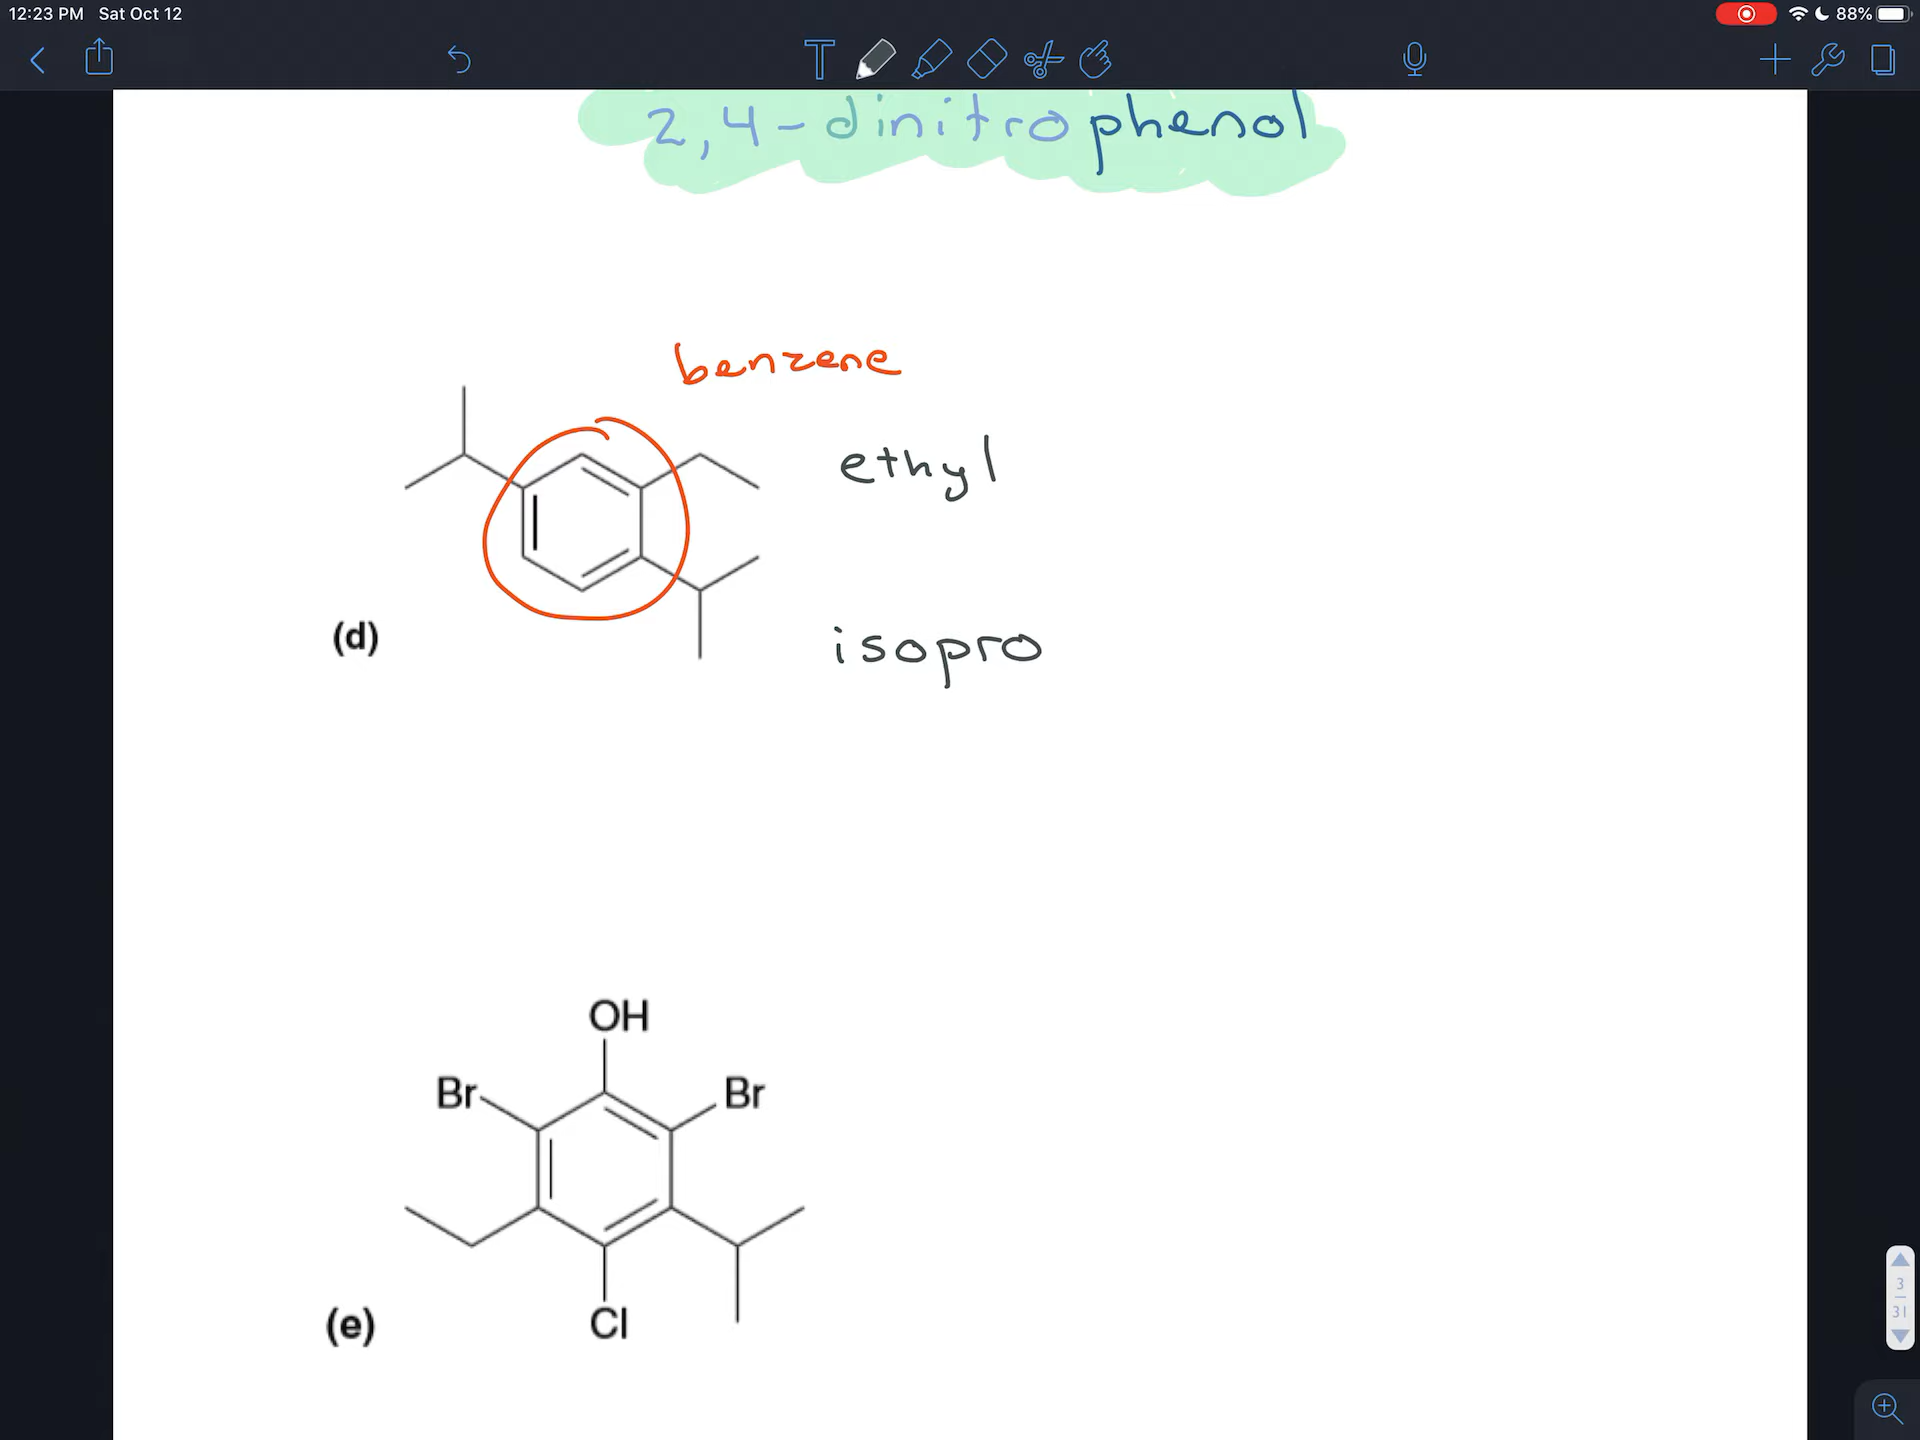 12:23 PM Sat Oct 12
88%
T
2,4-dinitrophenol
benzene
ethyl
(d)
isopro
OH
Br
Br
Cl
(e)
3
31